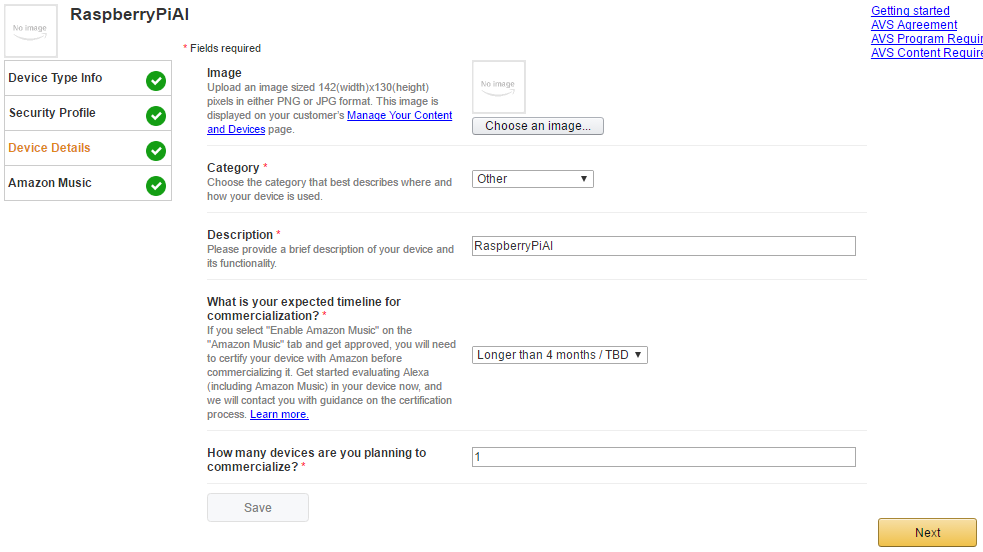 No image
RaspberryPiAI
Getting started
AVS Agreement
AVS Program Requir
AVS Content Require
* Fields required
Device Type Info
Security Profile
Device Details
Amazon Music
Image
Upload an image sized 142(width)x130(height)
pixels in either PNG or JPG format. This image is
displayed on your customer's Manage Your Content
and Devices page.
No image
Choose an image...
Category *
Choose the category that best describes where and
how your device is used.
Other
Description *
Please provide a brief description of your device and
its functionality.
RaspberryPiAI
What is your expected timeline for
commercialization? *
If you select "Enable Amazon Music" on the
"Amazon Music" tab and get approved, you will need
to certify your device with Amazon before
commercializing it. Get started evaluating Alexa
(including Amazon Music) in your device now, and
we will contact you with guidance on the certification
process. Learn more.
Longer than 4 months / TBD
How many devices are you planning to
commercialize? *
1
Save
Next